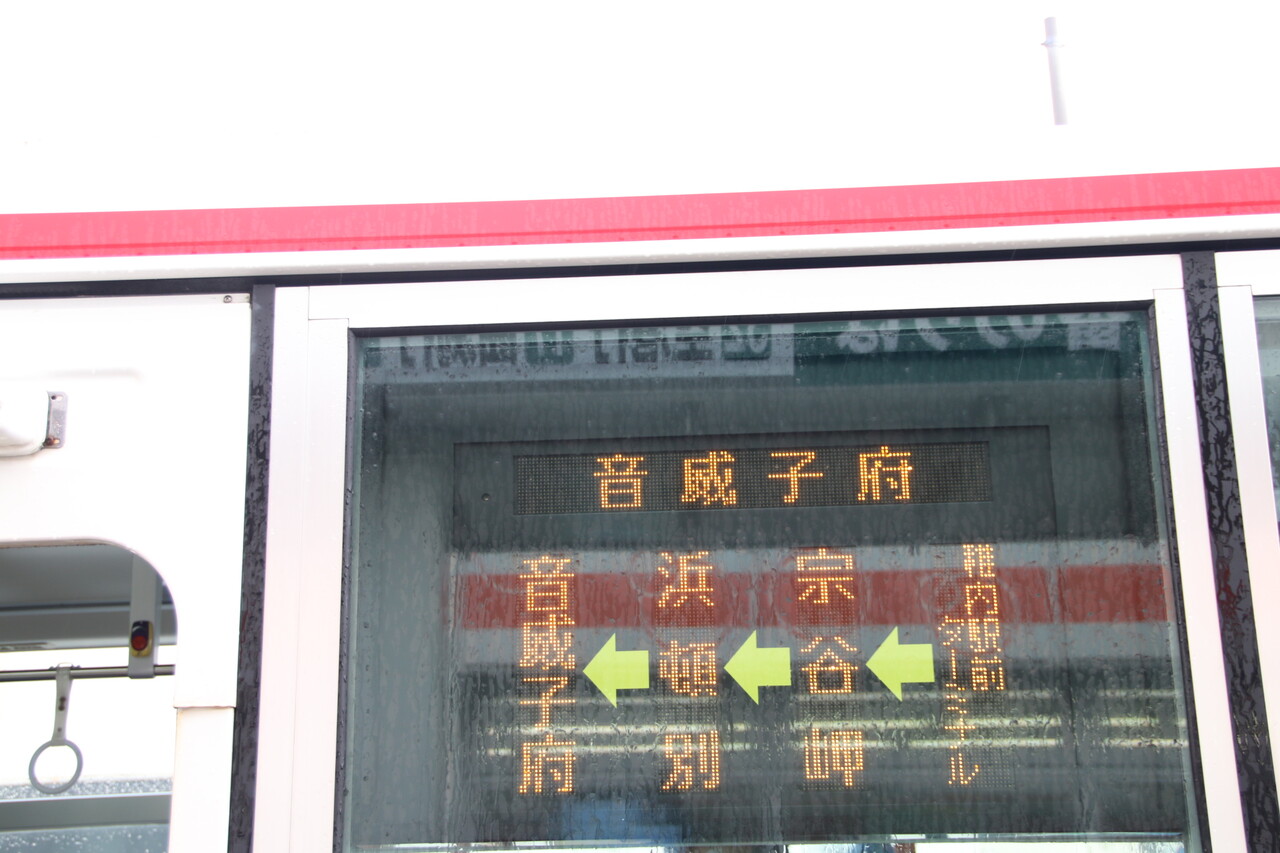 音威子府
稚内駅前
ターミナル
宗谷岬
浜頓別
音威子府